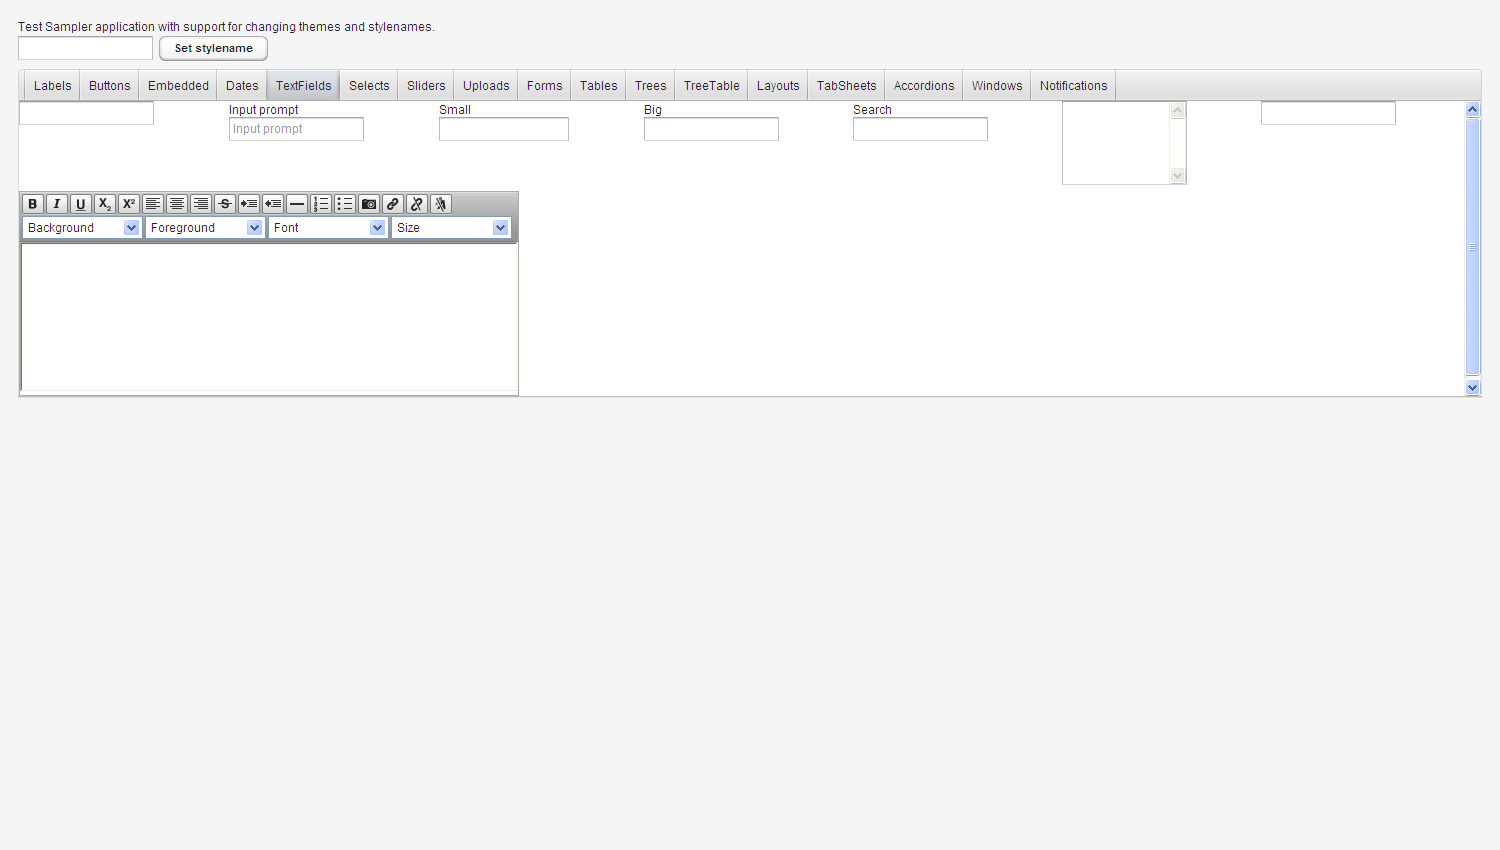 Test Sampler application with support for changing themes and stylenames.
Set stylename
Labels Buttons Embedded Dates TextFields Selects Sliders Uploads Forms Tables Trees TreeTable Layouts TabSheets Accordions Windows Notifications
Input prompt Small Big Search
Input prompt
B I U X2 X2 S
Background Foreground Font Size